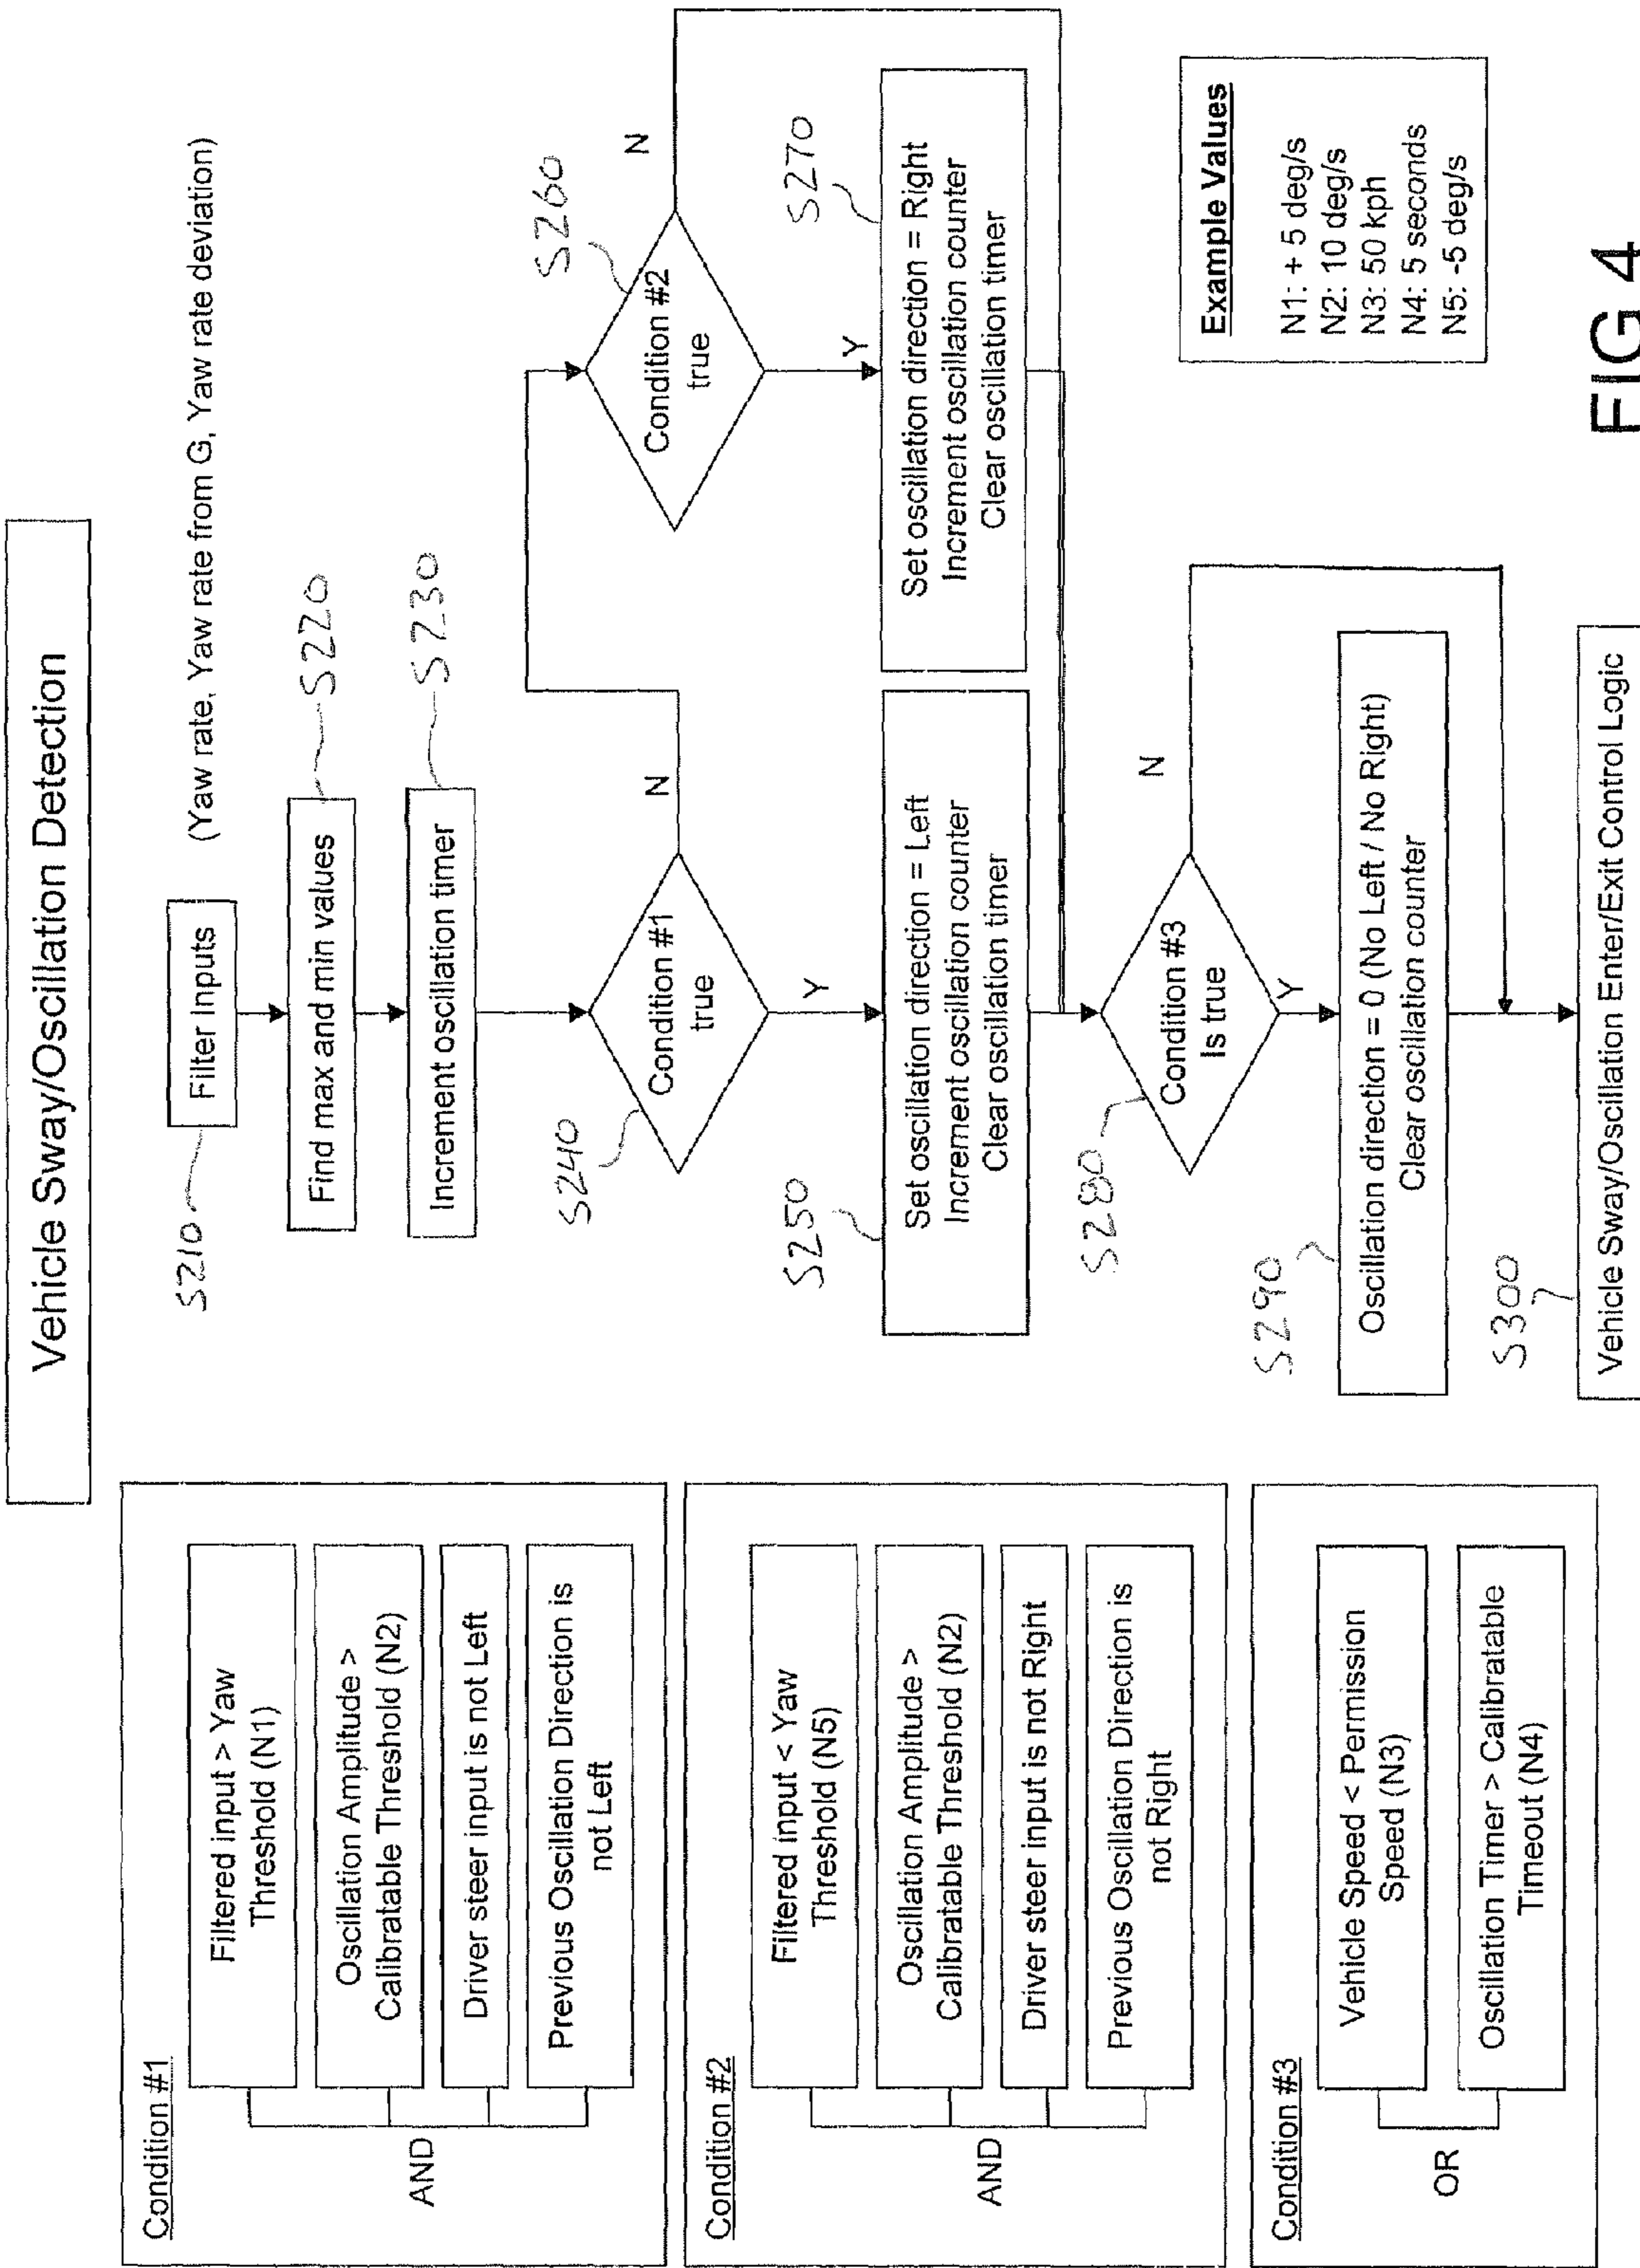 Vehicle Sway/Oscillation Detection
Condition #1
AND
Filtered input > Yaw
Threshold (N1)
Oscillation Amplitude >
Calibratable Threshold (N2)
Driver steer input is not Left
Previous Oscillation Direction is
not Left
Condition #2
AND
Filtered input < Yaw
Threshold (N5)
Oscillation Amplitude >
Calibratable Threshold (N2)
Driver steer input is not Right
Previous Oscillation Direction is
not Right
Condition #3
OR
Vehicle Speed < Permission
Speed (N3)
Oscillation Timer > Calibratable
Timeout (N4)
S210
Filter Inputs
(Yaw rate, Yaw rate from G, Yaw rate deviation)
Find max and min values
S220
Increment oscillation timer
S230
S240
Condition #1
true
N
Y
S250
Set oscillation direction = Left
Increment oscillation counter
Clear oscillation timer
S260
Condition #2
true
N
Y
S270
Set oscillation direction = Right
Increment oscillation counter
Clear oscillation timer
S280
Condition #3
Is true
N
Y
S290
Oscillation direction = 0 (No Left / No Right)
Clear oscillation counter
S300
Vehicle Sway/Oscillation Enter/Exit Control Logic
Example Values
N1: + 5 deg/s
N2: 10 deg/s
N3: 50 kph
N4: 5 seconds
N5: -5 deg/s
FIG 4